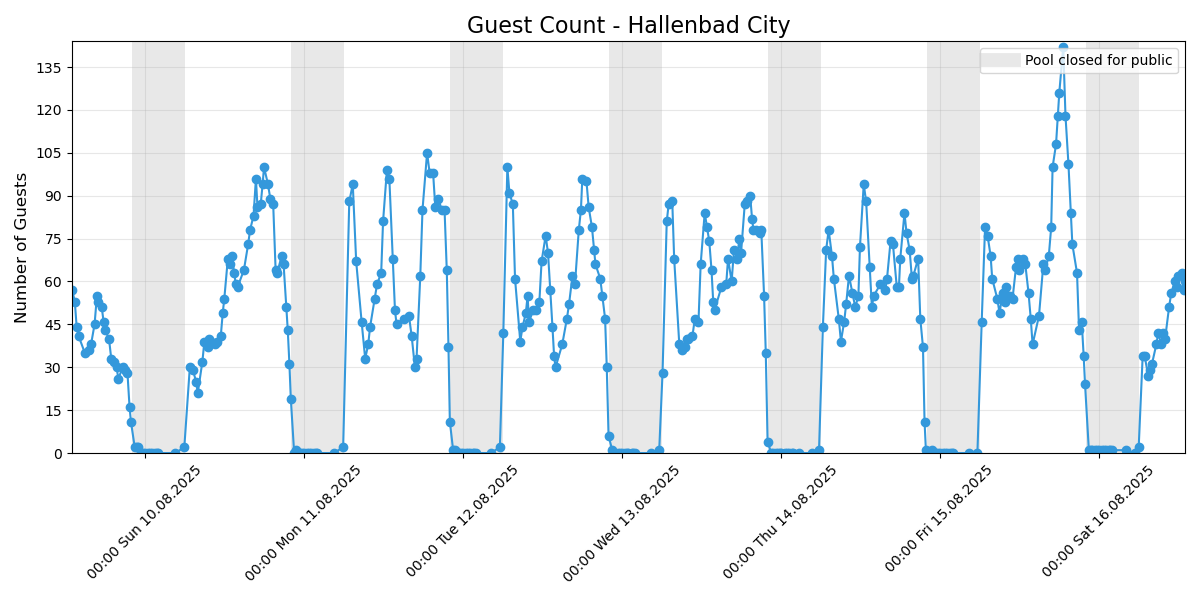 Guest Count - Hallenbad City
Pool closed for public
Number of Guests
135
120
105
90
75
60
45
30
15
0
00:00 Sun 10.08.2025
00:00 Mon 11.08.2025
00:00 Tue 12.08.2025
00:00 Wed 13.08.2025
00:00 Thu 14.08.2025
00:00 Fri 15.08.2025
00:00 Sat 16.08.2025